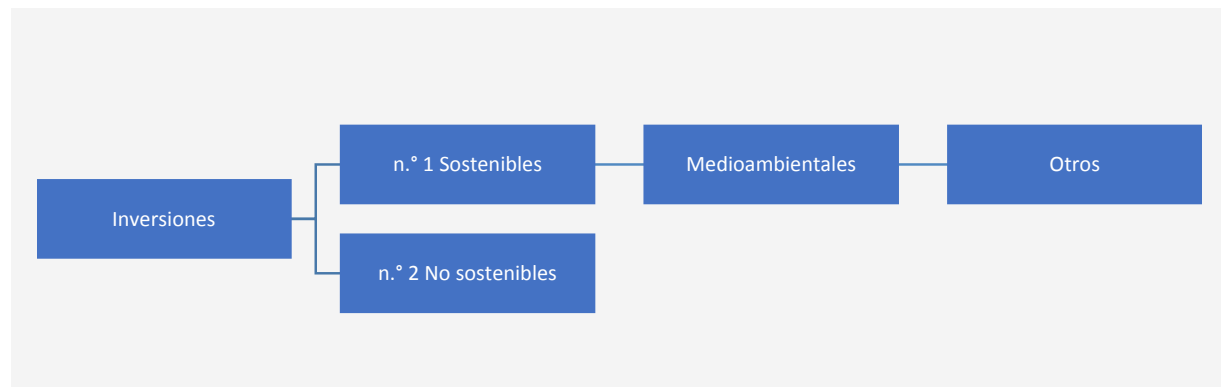 Inversiones
n.° 1 Sostenibles
Medioambientales
Otros
n.° 2 No sostenibles